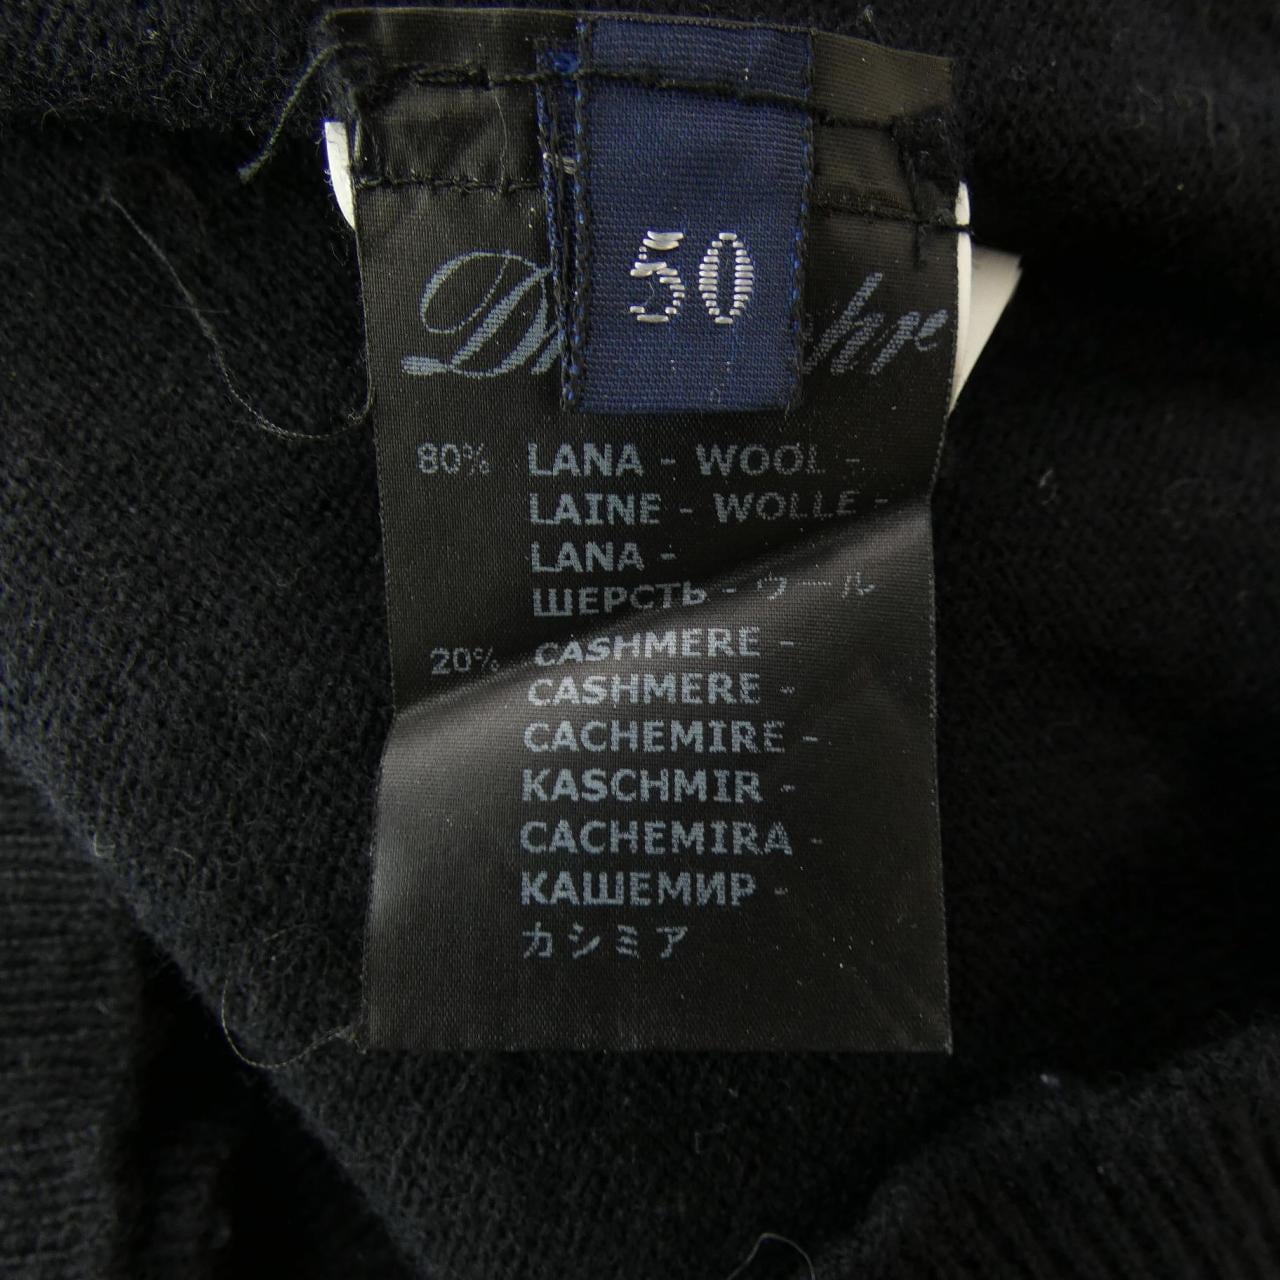 50
80% LANA - WOOL -
LAINE - WOLLE -
LANA -
ШЕРСТЬ - ウール
20% CASHMERE -
CASHMERE -
CACHEMIRE -
KASCHMIR -
CACHEMIRA -
КАШЕМИР -
カシミア